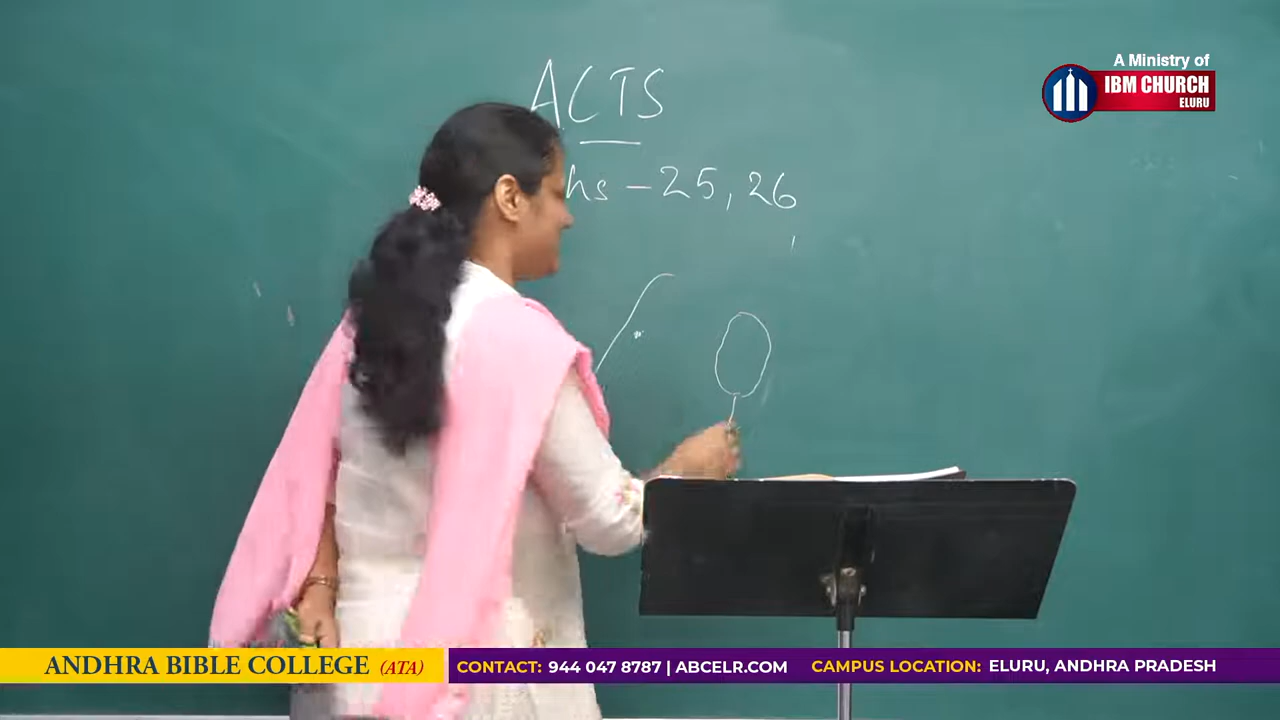 A Ministry of
IBM CHURCH
ELURU
ACTS
hs - 25, 26
ANDHRA BIBLE COLLEGE (ATA)
CONTACT: 944 047 8787 | ABCELR.COM
CAMPUS LOCATION: ELURU, ANDHRA PRADESH